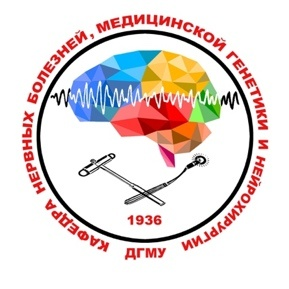 КАФЕДРА НЕРВНЫХ БОЛЕЗНЕЙ, МЕДИЦИНСКОЙ ГЕНЕТИКИ И НЕЙРОХИРУРГИИ
1936
ДГМУ